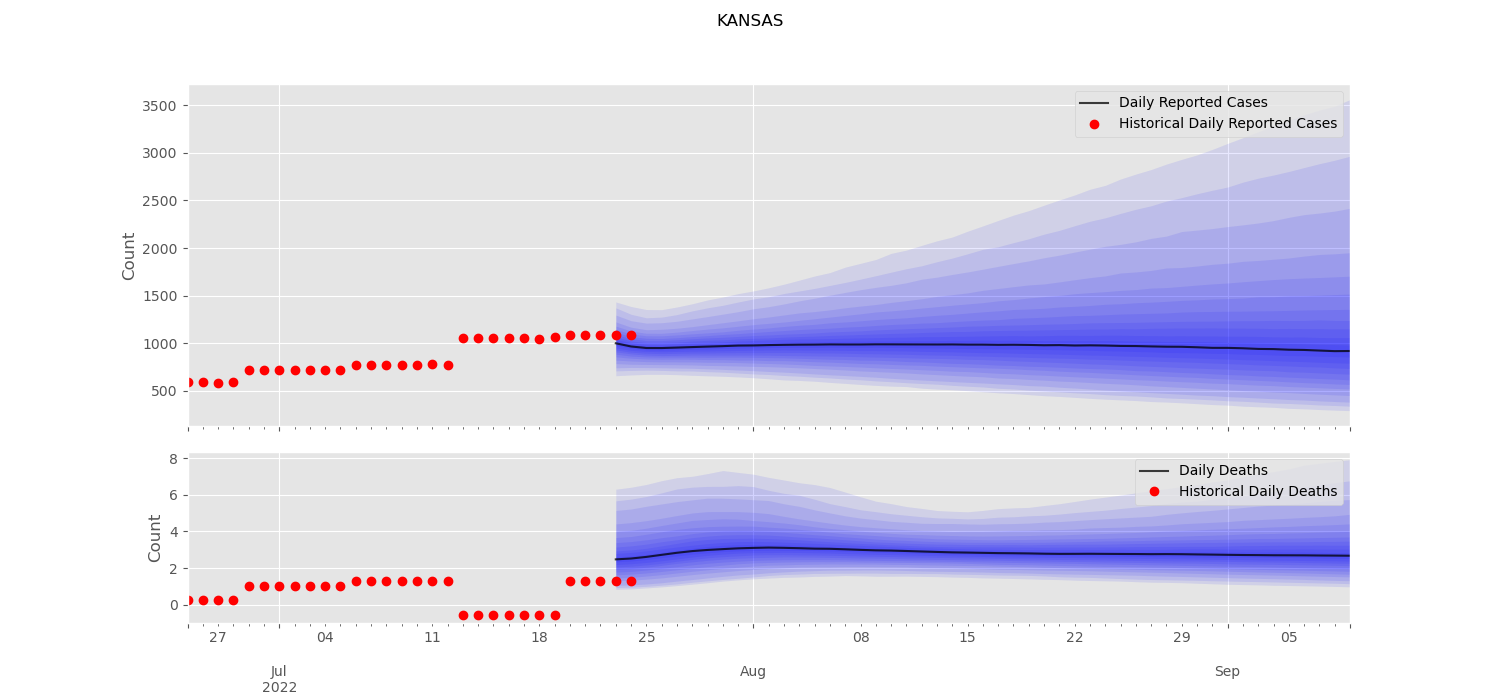 KANSAS
3500
3000
2500
2000
1500
1000
500
Count
Daily Reported Cases
Historical Daily Reported Cases
8
6
4
2
0
Count
Daily Deaths
Historical Daily Deaths
27 04 11 18 25 08 15 22 29 05
Jul Aug Sep
2022